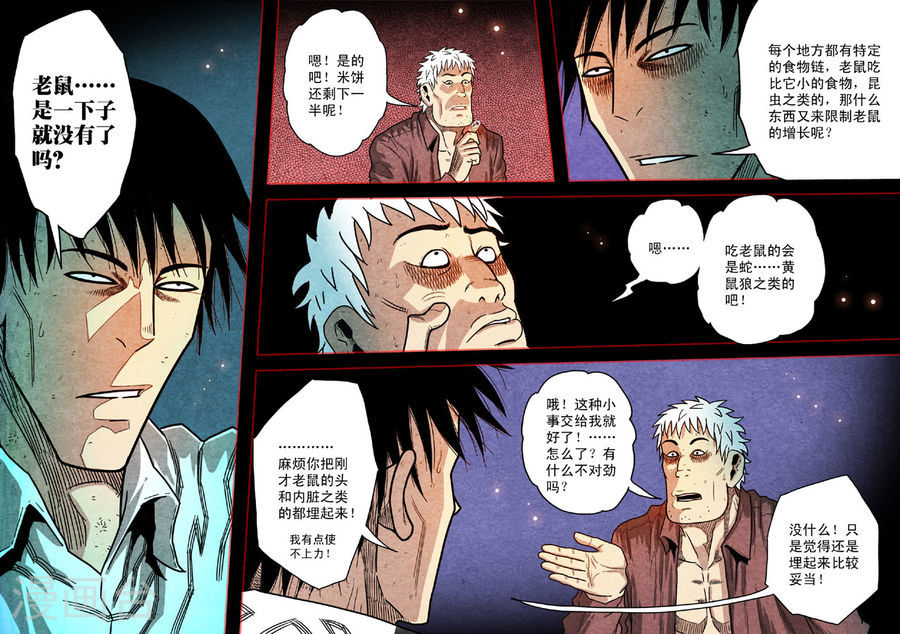 老鼠……
是一下子
就没有了
吗？
嗯！是的
吧！米饼
还剩下一
半呢！
每个地方都有特定
的食物链，老鼠吃
比它小的食物，昆
虫之类的，那什么
东西又来限制老鼠
的增长呢？
嗯……
吃老鼠的会
是蛇……黄
鼠狼之类的
吧！
…………
麻烦你把刚
才老鼠的头
和内脏之类
的都埋起来！
我有点使
不上力！
哦！这种小
事交给我就
好了！……
怎么了？有
什么不对劲
吗？
没什么！只
是觉得还是
埋起来比较
妥当！
漫画台